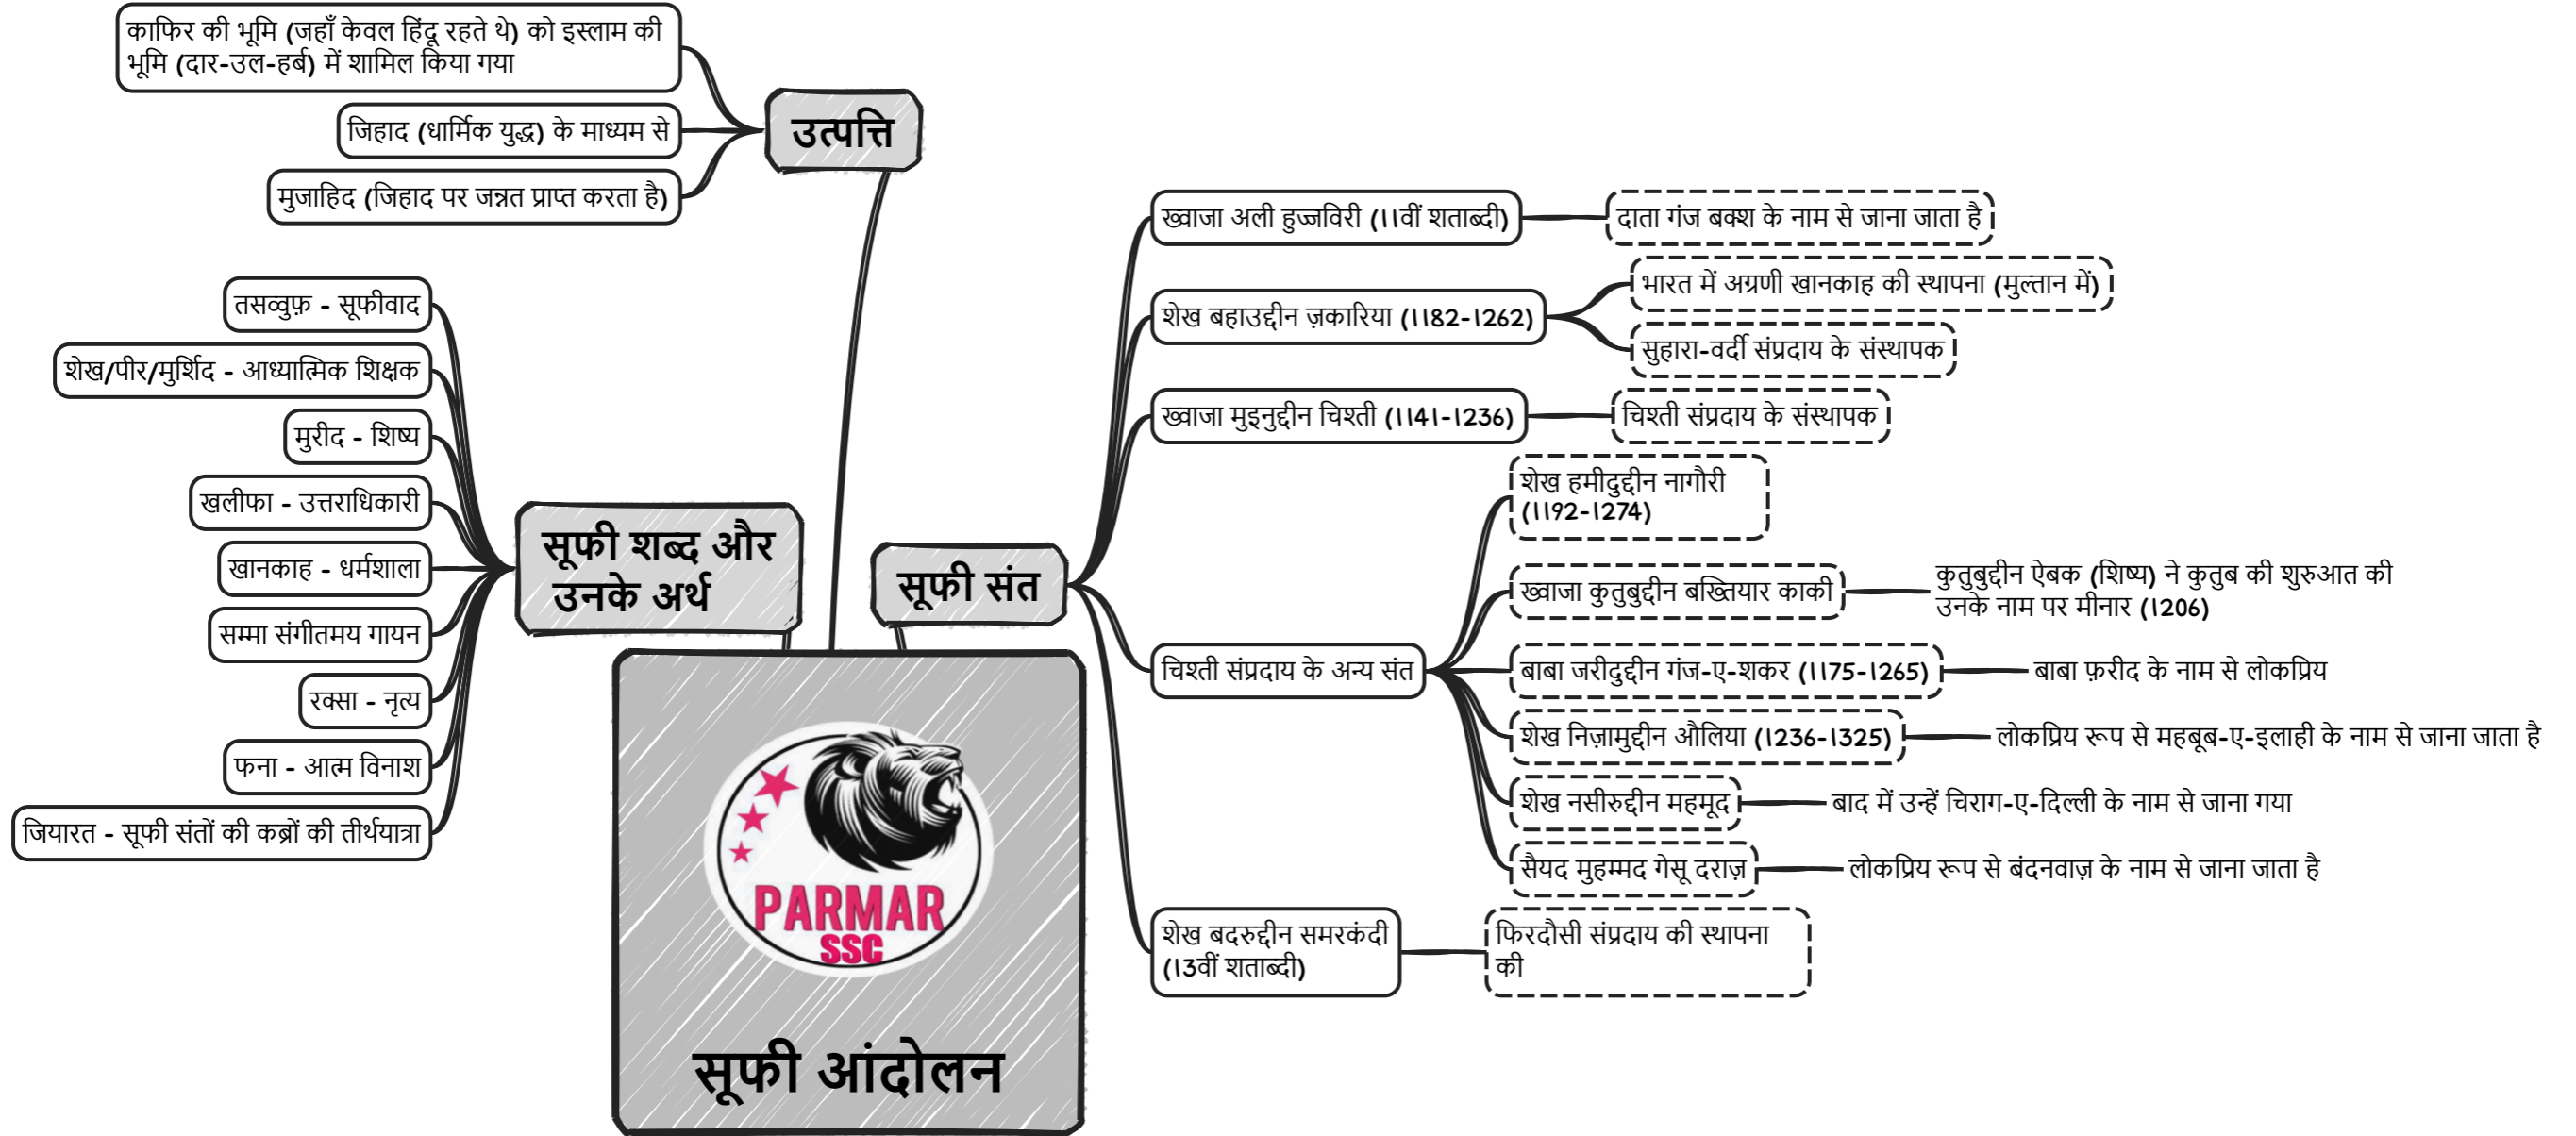 काफिर की भूमि (जहाँ केवल हिंदू रहते थे) को इस्लाम की
भूमि (दार-उल-हर्ब) में शामिल किया गया
जिहाद (धार्मिक युद्ध) के माध्यम से
मुजाहिद (जिहाद पर जन्नत प्राप्त करता है)
उत्पत्ति
तसव्वुफ़ - सूफीवाद
शेख/पीर/मुर्शिद - आध्यात्मिक शिक्षक
मुरीद - शिष्य
खलीफा - उत्तराधिकारी
खानकाह - धर्मशाला
सम्मा संगीतमय गायन
रक्सा - नृत्य
फना - आत्म विनाश
जियारत - सूफी संतों की कब्रों की तीर्थयात्रा
सूफी शब्द और
उनके अर्थ
सूफी संत
ख्वाजा अली हुज्जविरी (11वीं शताब्दी)
दाता गंज बक्श के नाम से जाना जाता है
शेख बहाउद्दीन ज़कारिया (1182-1262)
भारत में अग्रणी खानकाह की स्थापना (मुल्तान में)
सुहारा-वर्दी संप्रदाय के संस्थापक
ख्वाजा मुइनुद्दीन चिश्ती (1141-1236)
चिश्ती संप्रदाय के संस्थापक
चिश्ती संप्रदाय के अन्य संत
शेख हमीदुद्दीन नागौरी
(1192-1274)
ख्वाजा कुतुबुद्दीन बख्तियार काकी
कुतुबुद्दीन ऐबक (शिष्य) ने कुतुब की शुरुआत की
उनके नाम पर मीनार (1206)
बाबा जरीदुद्दीन गंज-ए-शकर (1175-1265)
बाबा फ़रीद के नाम से लोकप्रिय
शेख निज़ामुद्दीन औलिया (1236-1325)
लोकप्रिय रूप से महबूब-ए-इलाही के नाम से जाना जाता है
शेख नसीरुद्दीन महमूद
बाद में उन्हें चिराग-ए-दिल्ली के नाम से जाना गया
सैयद मुहम्मद गेसू दराज़
लोकप्रिय रूप से बंदनवाज़ के नाम से जाना जाता है
शेख बदरुद्दीन समरकंदी
(13वीं शताब्दी)
फिरदौसी संप्रदाय की स्थापना
की
PARMAR
SSC
सूफी आंदोलन